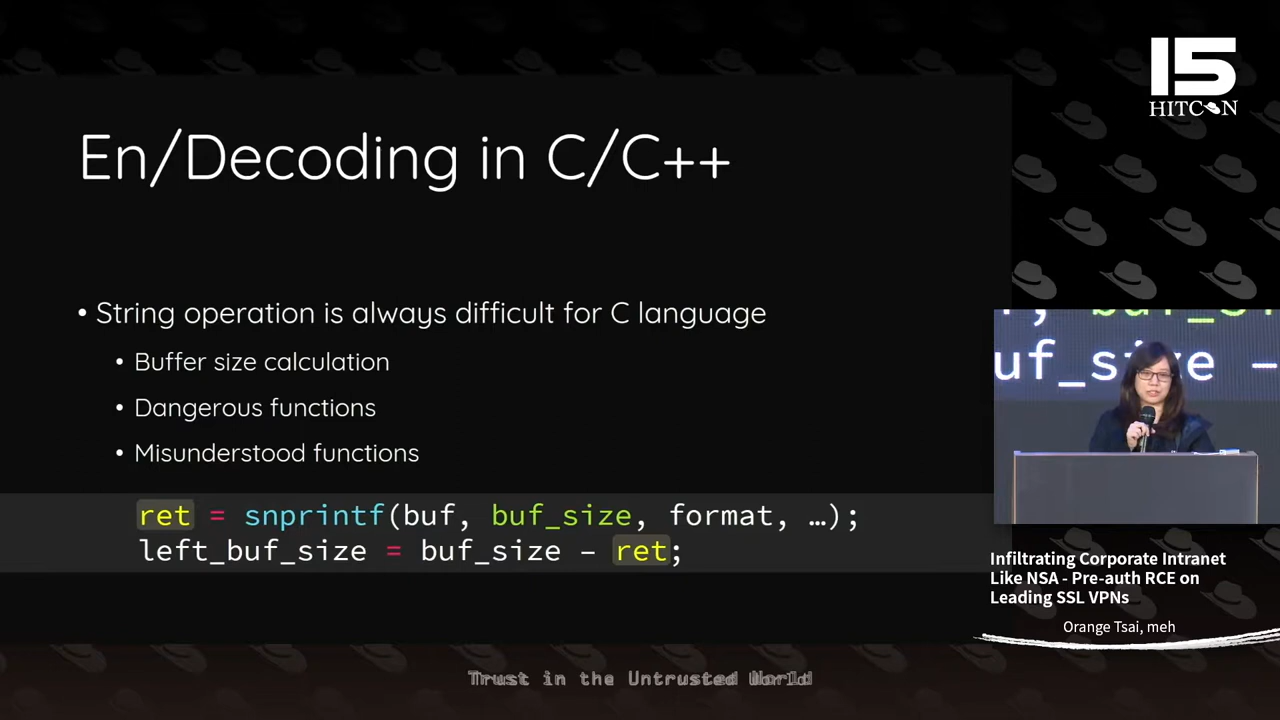 15
HITCON
En/Decoding in C/C++
• String operation is always difficult for C language
• Buffer size calculation
• Dangerous functions
• Misunderstood functions
ret = snprintf(buf, buf_size, format, …);
left_buf_size = buf_size – ret;
uf_size –
Infiltrating Corporate Intranet
Like NSA - Pre-auth RCE on
Leading SSL VPNs
Orange Tsai, meh
Trust in the Untrusted World